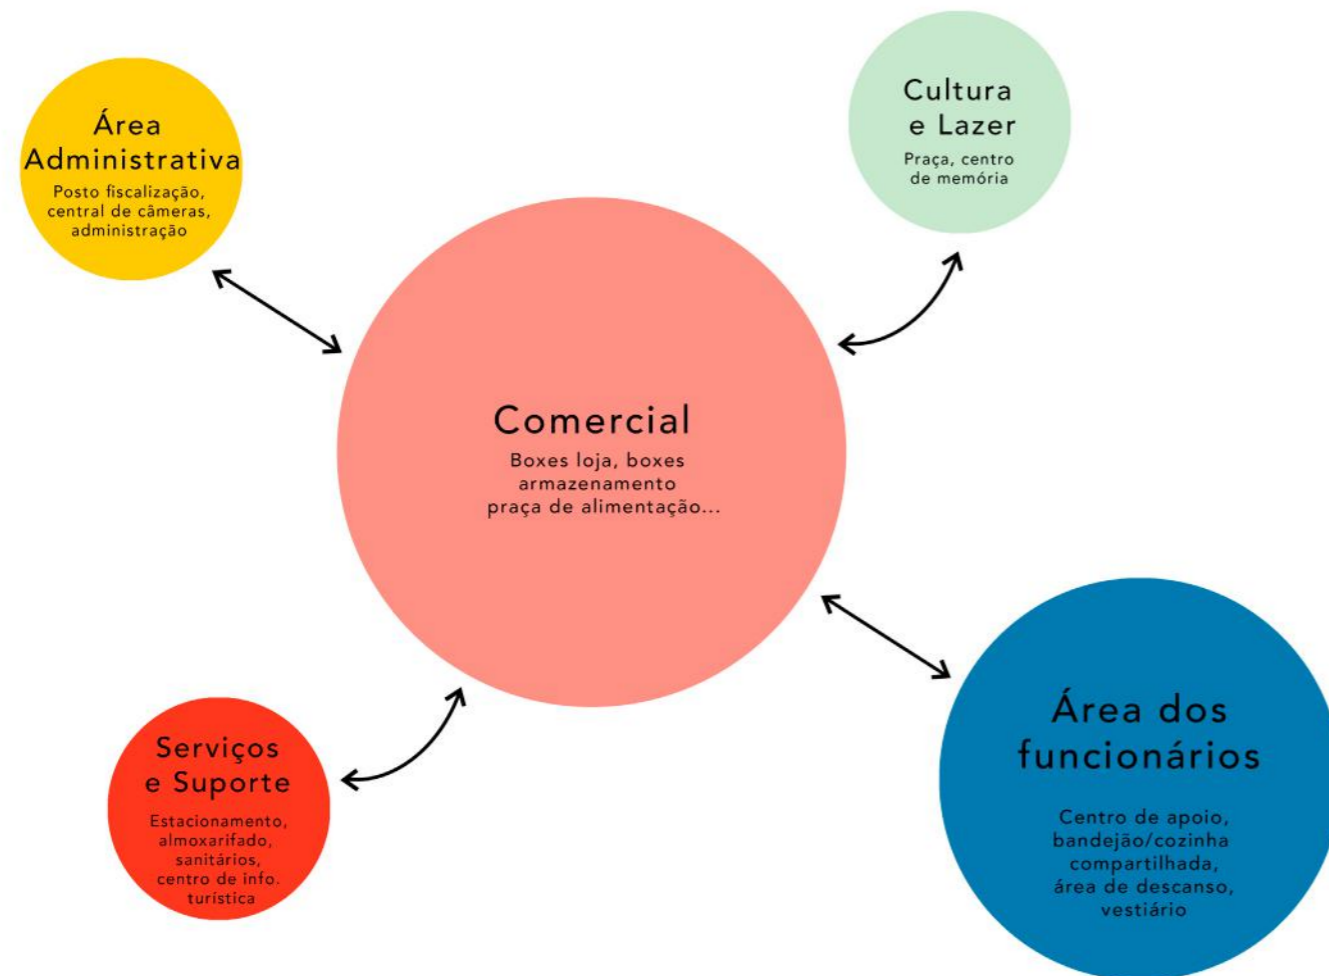 Área
Administrativa
Posto fiscalização,
central de câmeras,
administração
Cultura
e Lazer
Praça, centro
de memória
Comercial
Boxes loja, boxes
armazenamento
praça de alimentação...
Serviços
e Suporte
Estacionamento,
almoxarifado,
sanitários,
centro de info.
turística
Área dos
funcionários
Centro de apoio,
bandejão/cozinha
compartilhada,
área de descanso,
vestiário